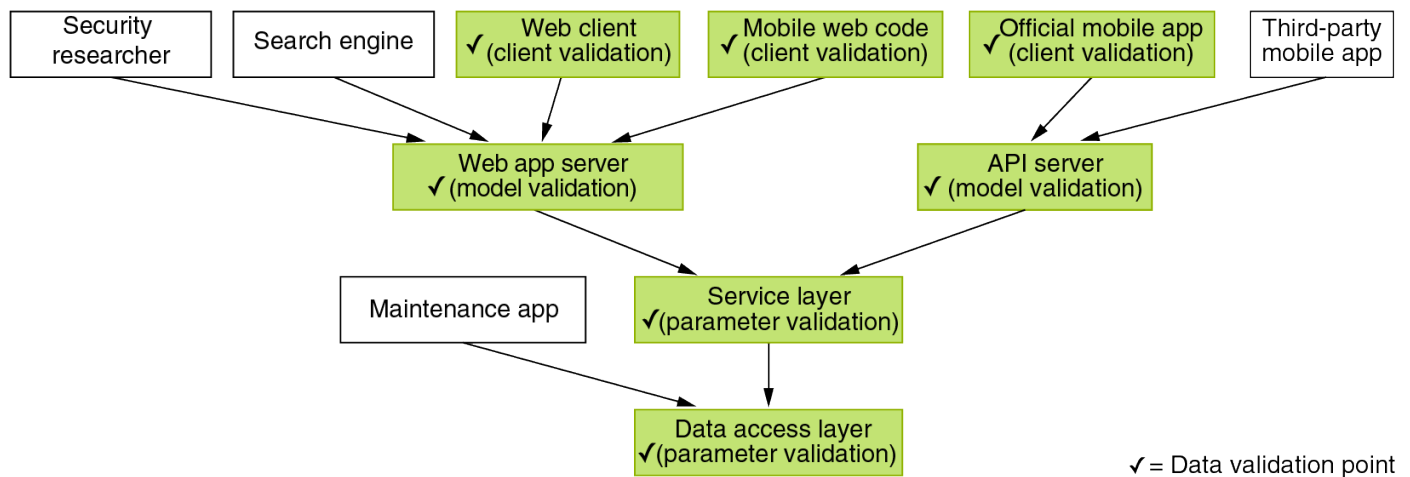 Security
researcher
Search engine
Web client
✓ (client validation)
Mobile web code
✓ (client validation)
Official mobile app
✓ (client validation)
Third-party
mobile app
Web app server
✓ (model validation)
API server
✓ (model validation)
Maintenance app
Service layer
✓ (parameter validation)
Data access layer
✓ (parameter validation)
✓ = Data validation point